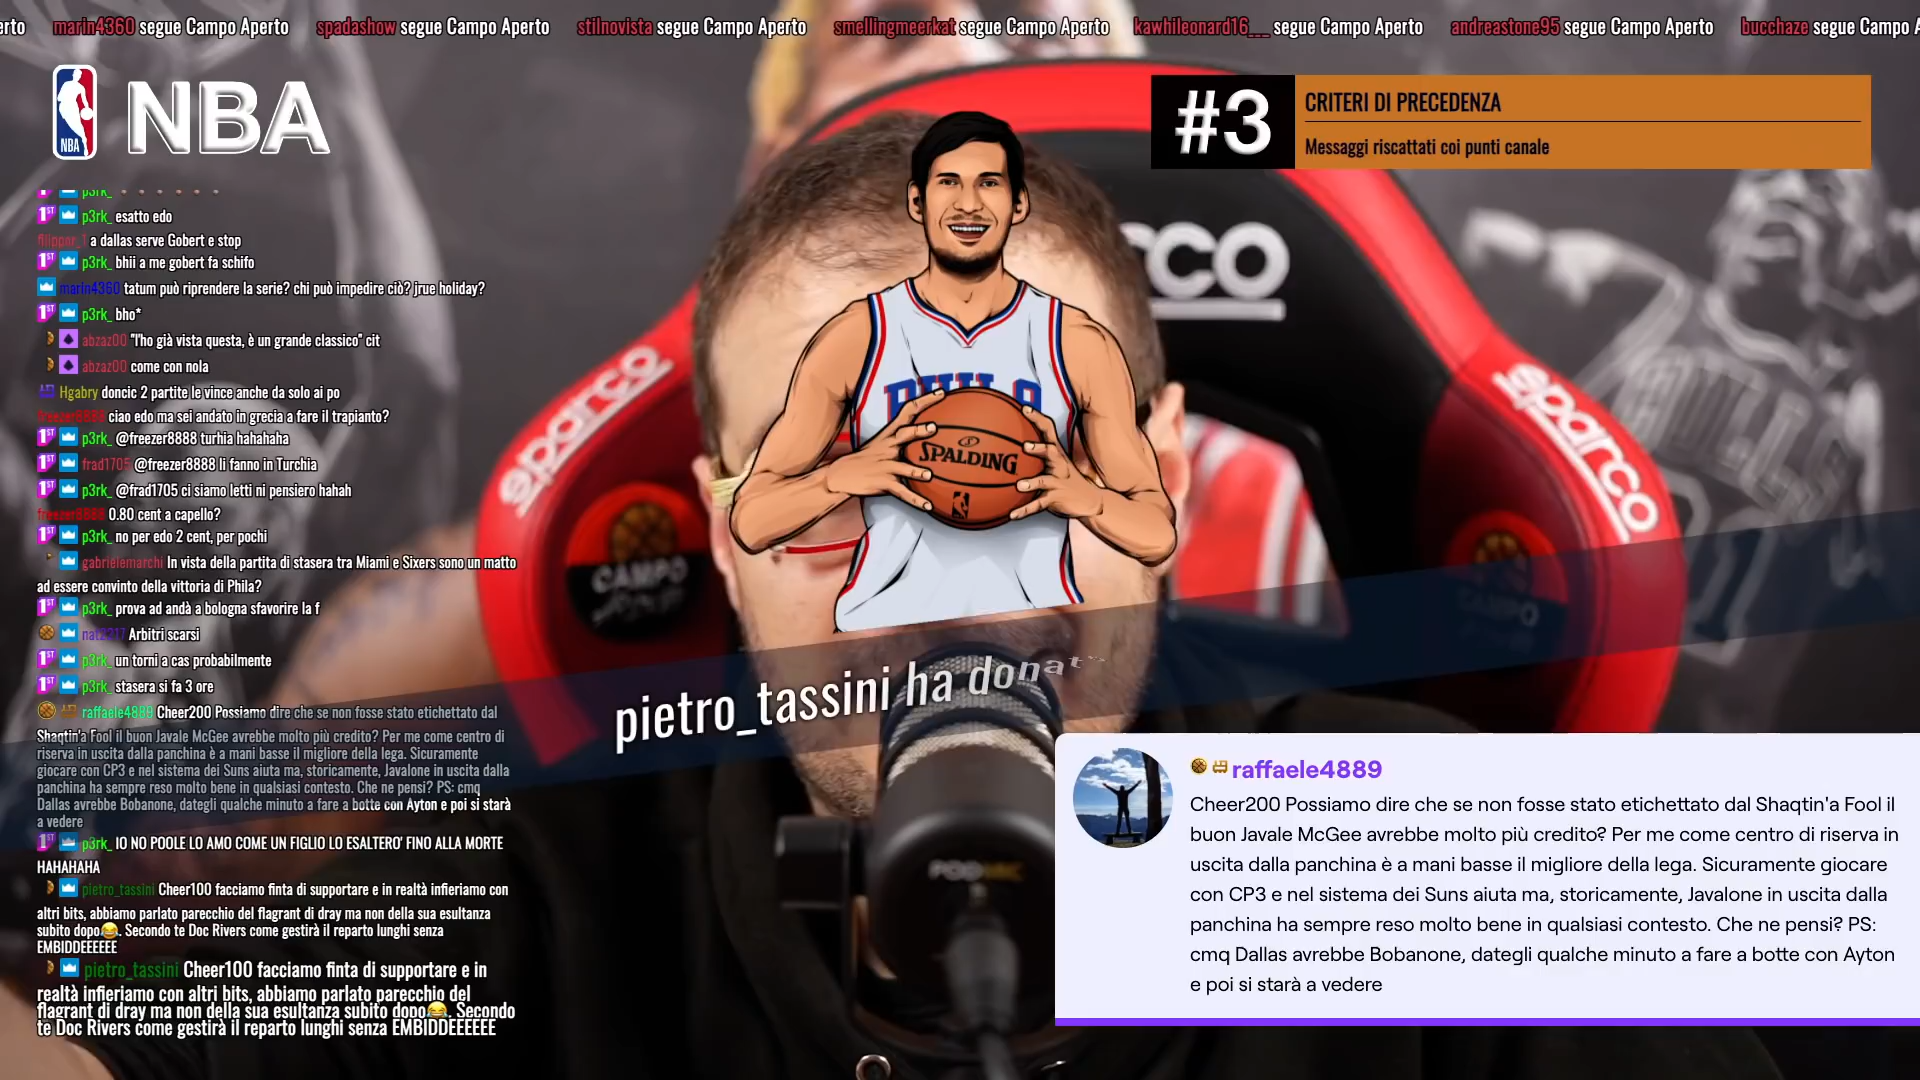 erto marin4360 segue Campo Aperto spadashow segue Campo Aperto stilnovista segue Campo Aperto smellingmeerkat segue Campo Aperto kawhileonard16___ segue Campo Aperto andreastone95 segue Campo Aperto bucchaze segue Campo A
NBA
NBA
#3
CRITERI DI PRECEDENZA
Messaggi riscattati coi punti canale
p3rk_
p3rk_ esatto edo
a dallas serve Gobert e stop
p3rk_ bhii a me gobert fa schifo
marin4360 tatum può riprendere la serie? chi può impedire ciò? jrue holiday?
p3rk_ bho*
abzaz00 "l'ho già vista questa, è un grande classico" cit
abzaz00 come con nola
Hgabry doncic 2 partite le vince anche da solo ai po
freezer8888 ciao edo ma sei andato in grecia a fare il trapianto?
p3rk_ @freezer8888 turhia hahahaha
frad1705 @freezer8888 li fanno in Turchia
p3rk_ @frad1705 ci siamo letti ni pensiero hahah
freezer8888 0.80 cent a capello?
p3rk_ no per edo 2 cent, per pochi
gabrielemarchi In vista della partita di stasera tra Miami e Sixers sono un matto
ad essere convinto della vittoria di Phila?
p3rk_ prova ad andà a bologna sfavorire la f
Arbitri scarsi
p3rk_ un torni a cas probabilmente
p3rk_ stasera si fa 3 ore
raffaele4889 Cheer200 Possiamo dire che se non fosse stato etichettato dal
Shaqtin'a Fool il buon Javale McGee avrebbe molto più credito? Per me come centro di
riserva in uscita dalla panchina è a mani basse il migliore della lega. Sicuramente
giocare con CP3 e nel sistema dei Suns aiuta ma, storicamente, Javalone in uscita dalla
panchina ha sempre reso molto bene in qualsiasi contesto. Che ne pensi? PS: cmq
Dallas avrebbe Bobanone, dategli qualche minuto a fare a botte con Ayton e poi si starà
a vedere
p3rk_ IO NO POOLE LO AMO COME UN FIGLIO LO ESALTERO' FINO ALLA MORTE
HAHAHAHA
pietro_tassini Cheer100 facciamo finta di supportare e in realtà infieriamo con
altri bits, abbiamo parlato parecchio del flagrant di dray ma non della sua esultanza
subito dopo😂. Secondo te Doc Rivers come gestirà il reparto lunghi senza
EMBIDDEEEEEE
pietro_tassini Cheer100 facciamo finta di supportare e in
realtà infieriamo con altri bits, abbiamo parlato parecchio del
flagrant di dray ma non della sua esultanza subito dopo😂. Secondo
te Doc Rivers come gestirà il reparto lunghi senza EMBIDDEEEEEE
sparco
rco
sparco
CAMPO
CAMPO
PHILA
SPALDING
pietro_tassini ha donat
raffaele4889
Cheer200 Possiamo dire che se non fosse stato etichettato dal Shaqtin'a Fool il
buon Javale McGee avrebbe molto più credito? Per me come centro di riserva in
uscita dalla panchina è a mani basse il migliore della lega. Sicuramente giocare
con CP3 e nel sistema dei Suns aiuta ma, storicamente, Javalone in uscita dalla
panchina ha sempre reso molto bene in qualsiasi contesto. Che ne pensi? PS:
cmq Dallas avrebbe Bobanone, dategli qualche minuto a fare a botte con Ayton
e poi si starà a vedere